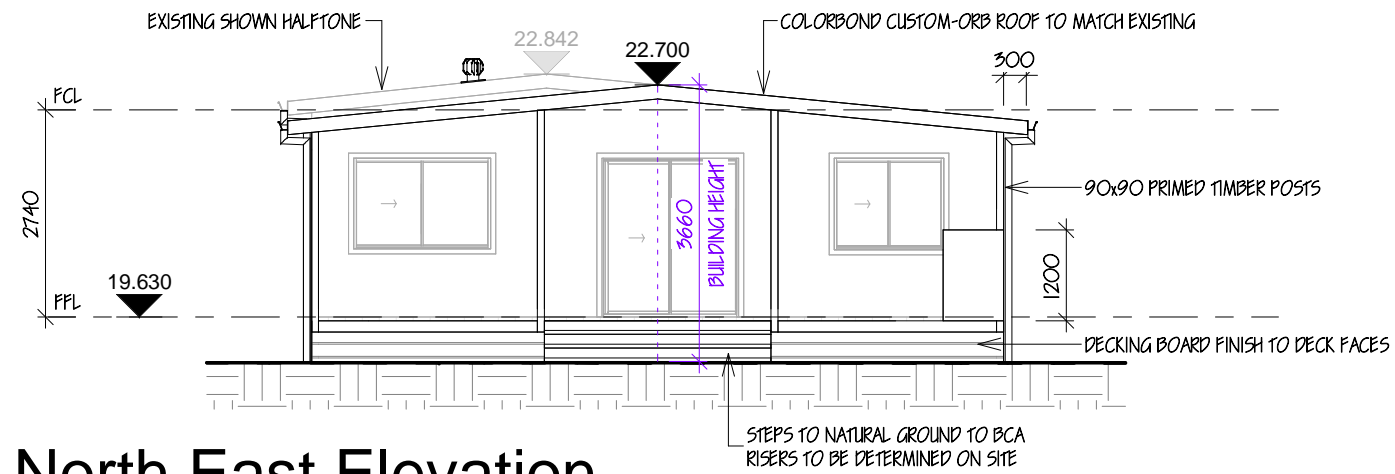 EXISTING SHOWN HALFTONE
COLORBOND CUSTOM-ORB ROOF TO MATCH EXISTING
22.842
22.700
300
FCL
2740
3660
BUILDING HEIGHT
90x90 PRIMED TIMBER POSTS
19.630
FFL
1200
DECKING BOARD FINISH TO DECK FACES
STEPS TO NATURAL GROUND TO BCA
RISERS TO BE DETERMINED ON SITE
North East Elevation